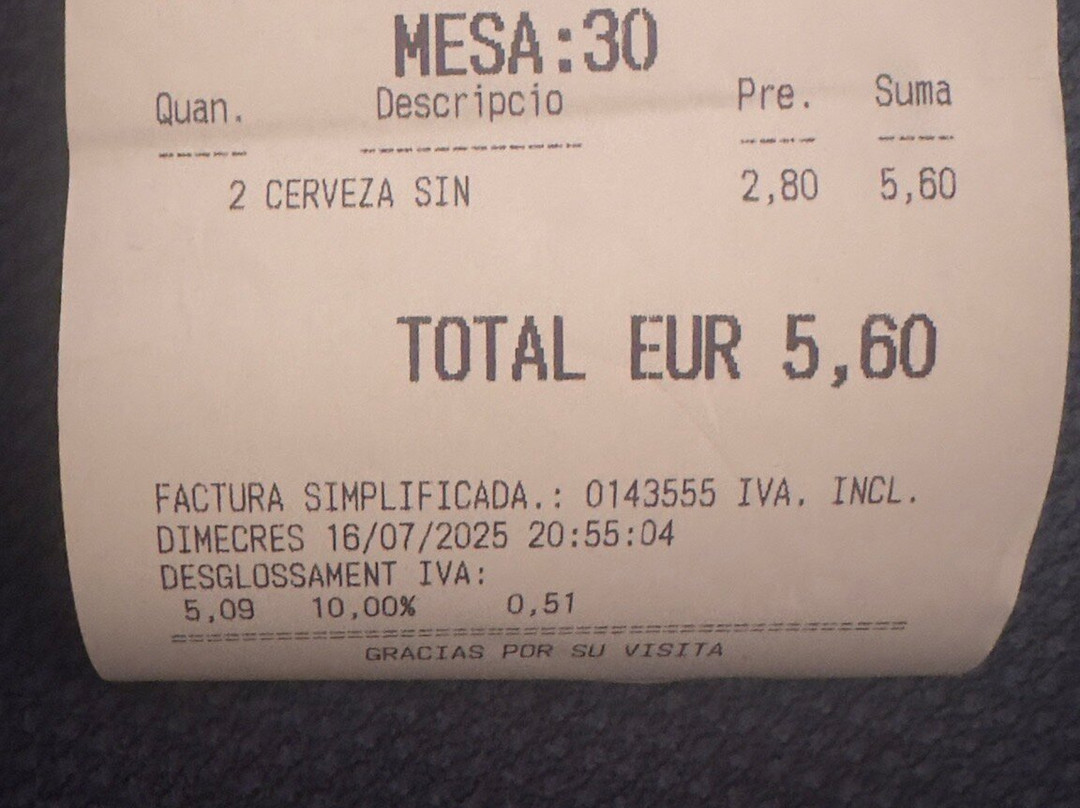 MESA:30
Quan. Descripcio Pre. Suma
2 CERVEZA SIN 2,80 5,60
TOTAL EUR 5,60
FACTURA SIMPLIFICADA.: 0143555 IVA. INCL.
DIMECRES 16/07/2025 20:55:04
DESGLOSSAMENT IVA:
5,09 10,00% 0,51
GRACIAS POR SU VISITA